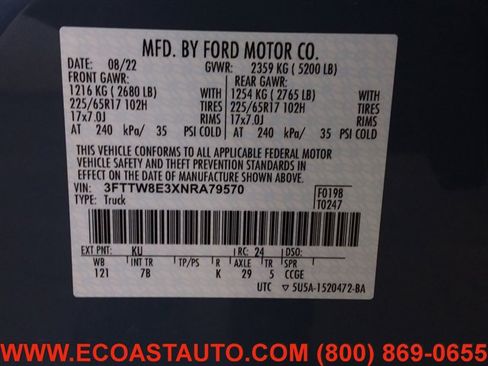 MFD. BY FORD MOTOR CO.
DATE: 08/22 GVWR: 2359 KG ( 5200 LB)
FRONT GAWR: REAR GAWR:
1216 KG ( 2680 LB) WITH 1254 KG ( 2765 LB) WITH
225/65R17 102H TIRES 225/65R17 102H TIRES
17x7.0J RIMS 17x7.0J RIMS
AT 240 kPa/ 35 PSI COLD AT 240 kPa/ 35 PSI COLD
THIS VEHICLE CONFORMS TO ALL APPLICABLE FEDERAL MOTOR
VEHICLE SAFETY AND THEFT PREVENTION STANDARDS IN
EFFECT ON THE DATE OF MANUFACTURE SHOWN ABOVE.
VIN: 3FTTW8E3XNRA79570 F0198
TYPE: Truck T0247
EXT PNT: KU RC: 24 DSO:
WB INT TR TP/PS R AXLE TR SPR
121 7B K 29 5 CCGE
UTC 5U5A-1520472-BA
WWW.ECOASTAUTO.COM (800) 869-0655